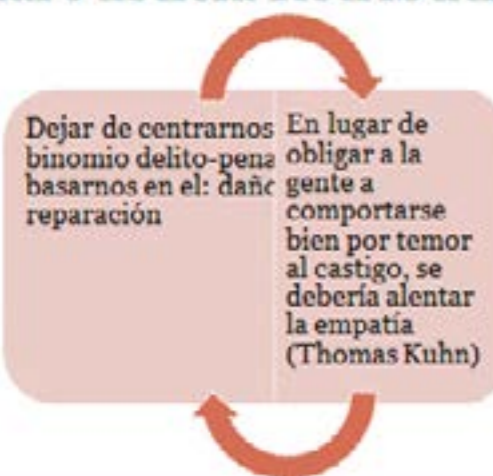 Dejar de centrarnos
binomio delito-pena
basarnos en el: daño
reparación
En lugar de
obligar a la
gente a
comportarse
bien por temor
al castigo, se
debería alentar
la empatía
(Thomas Kuhn)